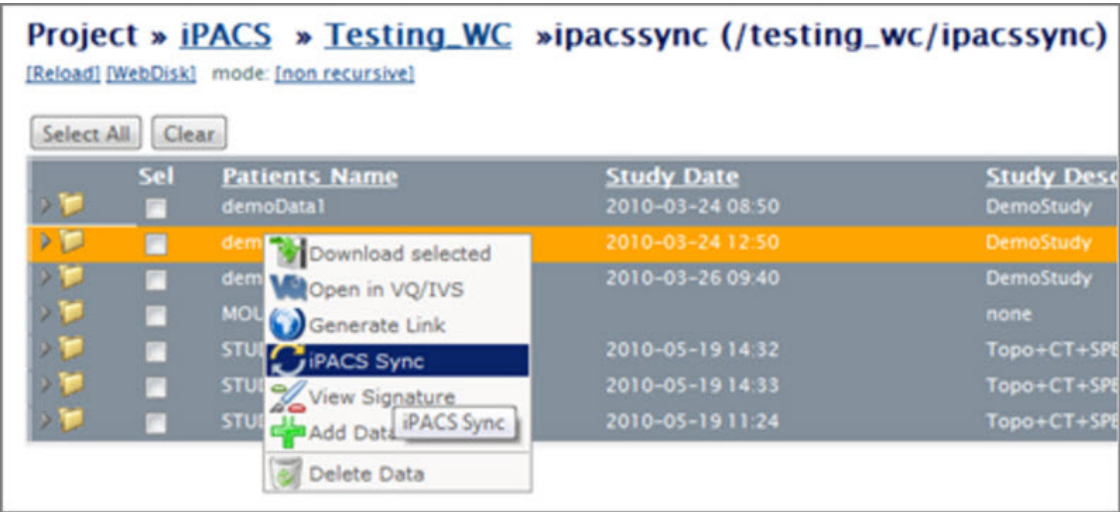 Project » iPACS » Testing_WC »ipacssync (/testing_wc/ipacssync)
[Reload] [WebDisk] mode: [non recursive]
Select All Clear
Sel Patients Name Study Date Study Desc
demoData1 2010-03-24 08:50 DemoStudy
dem 2010-03-24 12:50 DemoStudy
Download selected
dem 2010-03-26 09:40 DemoStudy
Open in VQ/IVS
MOU none
Generate Link
STU 2010-05-19 14:32 Topo+CT+SPE
iPACS Sync
STU 2010-05-19 14:33 Topo+CT+SPE
View Signature
STU 2010-05-19 11:24 Topo+CT+SPE
Add Data
iPACS Sync
Delete Data